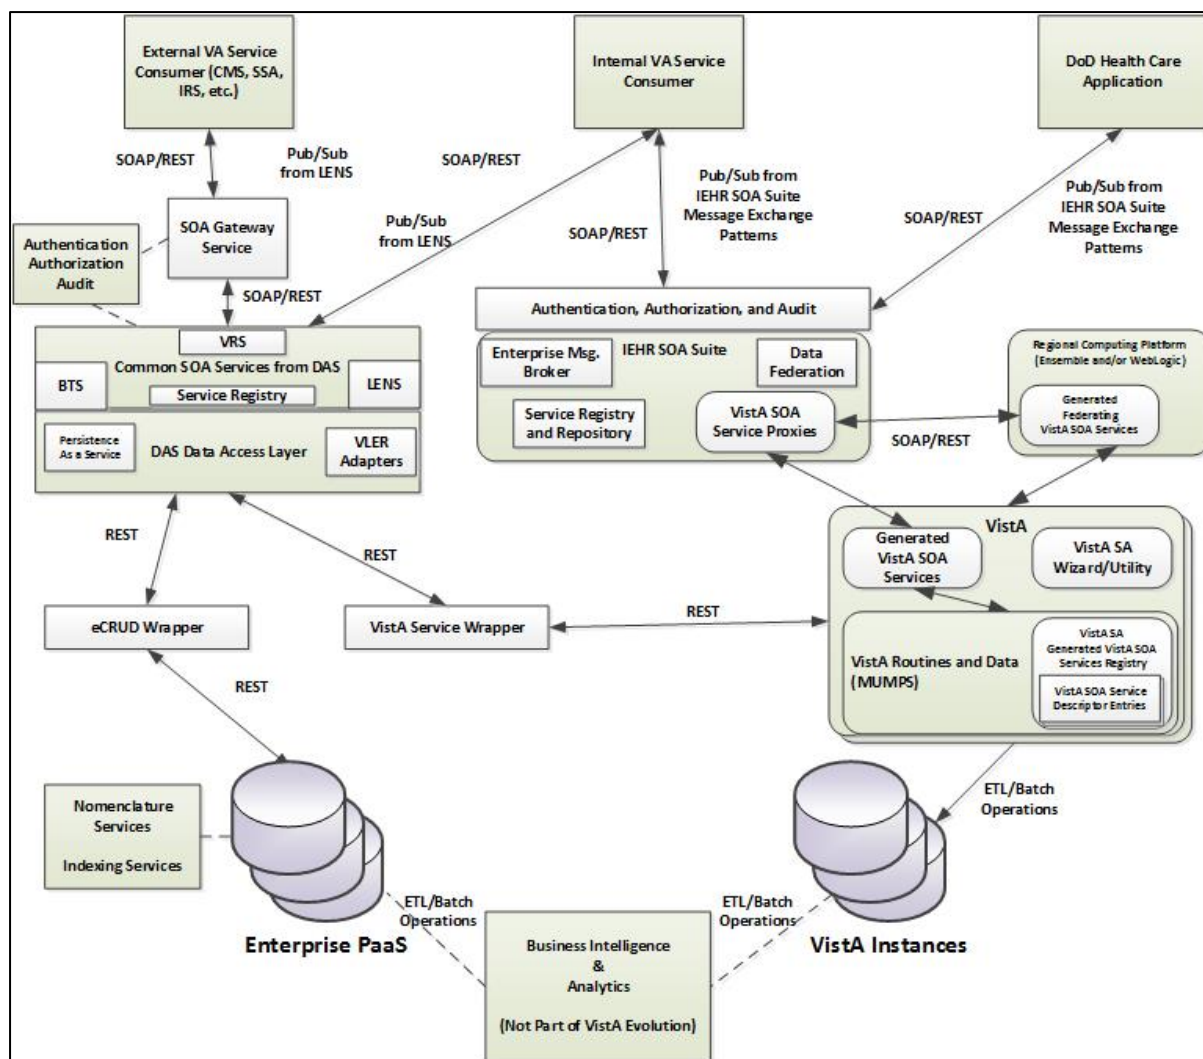 External VA Service
Consumer (CMS, SSA,
IRS, etc.)
Internal VA Service
Consumer
DoD Health Care
Application
SOAP/REST
Pub/Sub
from LENS
SOAP/REST
Pub/Sub from
IEHR SOA Suite
Message Exchange
Patterns
Pub/Sub from
IEHR SOA Suite
Message Exchange
Patterns
SOA Gateway
Service
Pub/Sub
from LENS
SOAP/REST
SOAP/REST
Authentication
Authorization
Audit
SOAP/REST
Authentication, Authorization, and Audit
VRS
Common SOA Services from DAS
BTS
LENS
Service Registry
Persistence
As a Service
DAS Data Access Layer
VLER
Adapters
IEHR SOA Suite
Enterprise Msg.
Broker
Data
Federation
Service Registry
and Repository
VistA SOA
Service Proxies
SOAP/REST
Regional Computing Platform
(Ensemble and/or WebLogic)
Generated
Federating
VistA SOA Services
REST
REST
VistA
Generated
VistA SOA
Services
VistA SA
Wizard/Utility
eCRUD Wrapper
VistA Service Wrapper
REST
VistA Routines and Data
(MUMPS)
VistA SA
Generated VistA SOA
Services Registry
VistA SOA Service
Descriptor Entries
REST
ETL/Batch
Operations
Nomenclature
Services
Indexing Services
Enterprise PaaS
ETL/Batch
Operations
ETL/Batch
Operations
VistA Instances
Business Intelligence
&
Analytics
(Not Part of VistA Evolution)